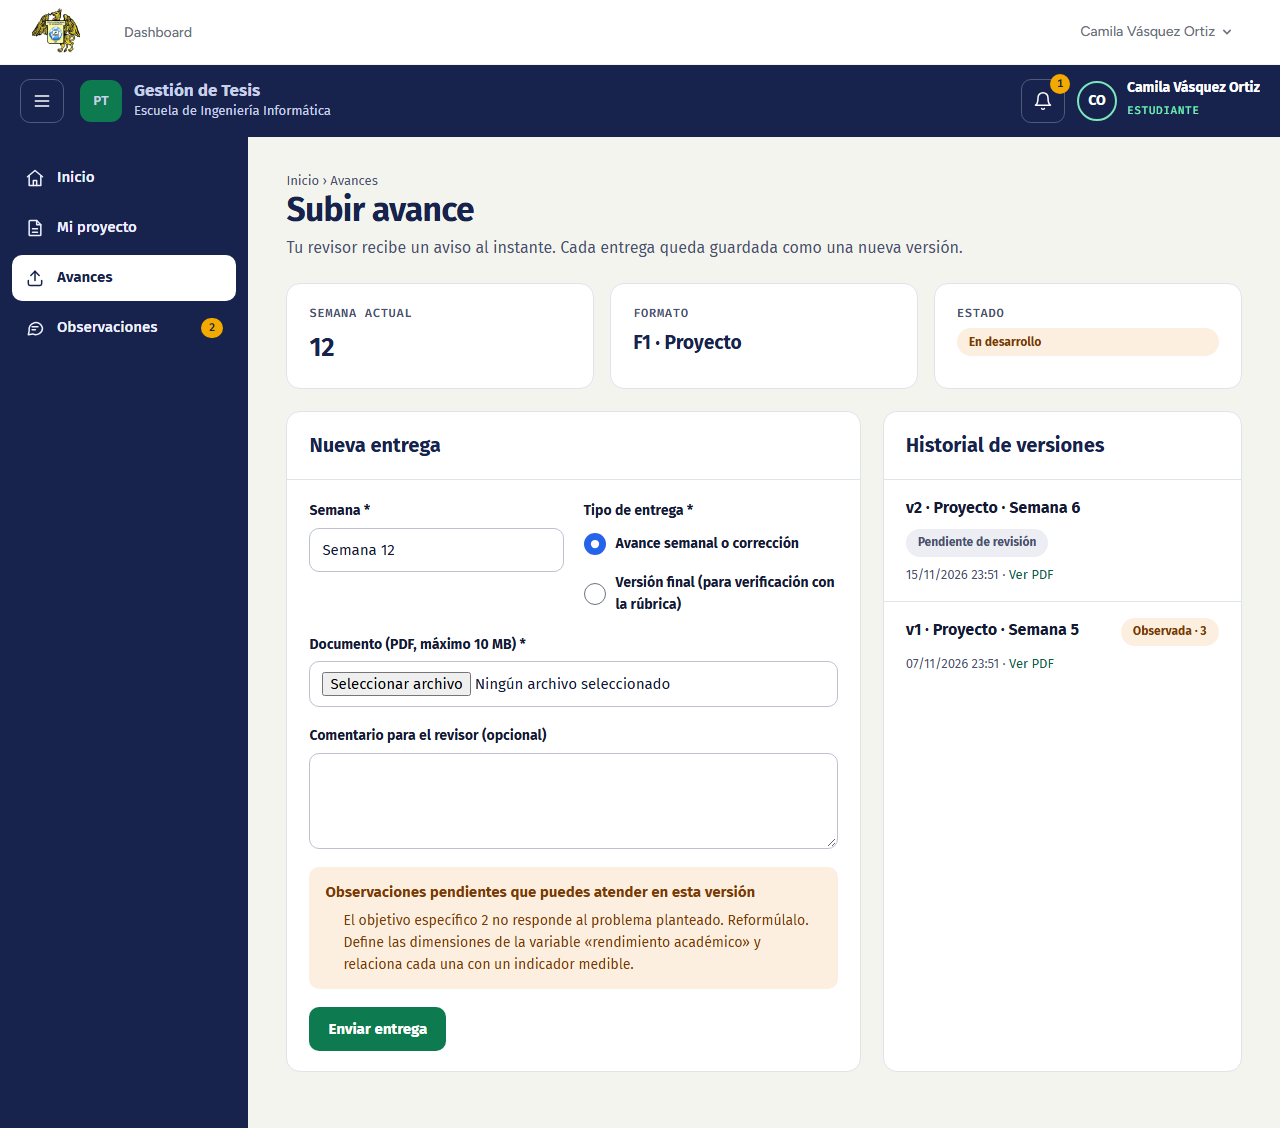 Dashboard
Camila Vásquez Ortiz
PT
Gestión de Tesis
Escuela de Ingeniería Informática
1
CO
Camila Vásquez Ortiz
ESTUDIANTE
Inicio
Mi proyecto
Avances
Observaciones
2
Inicio › Avances
Subir avance
Tu revisor recibe un aviso al instante. Cada entrega queda guardada como una nueva versión.
SEMANA ACTUAL
12
FORMATO
F1 · Proyecto
ESTADO
En desarrollo
Nueva entrega
Semana *
Semana 12
Tipo de entrega *
Avance semanal o corrección
Versión final (para verificación con
la rúbrica)
Documento (PDF, máximo 10 MB) *
Seleccionar archivo Ningún archivo seleccionado
Comentario para el revisor (opcional)
Observaciones pendientes que puedes atender en esta versión
El objetivo específico 2 no responde al problema planteado. Reformúlalo.
Define las dimensiones de la variable «rendimiento académico» y
relaciona cada una con un indicador medible.
Enviar entrega
Historial de versiones
v2 · Proyecto · Semana 6
Pendiente de revisión
15/11/2026 23:51 · Ver PDF
v1 · Proyecto · Semana 5
Observada · 3
07/11/2026 23:51 · Ver PDF